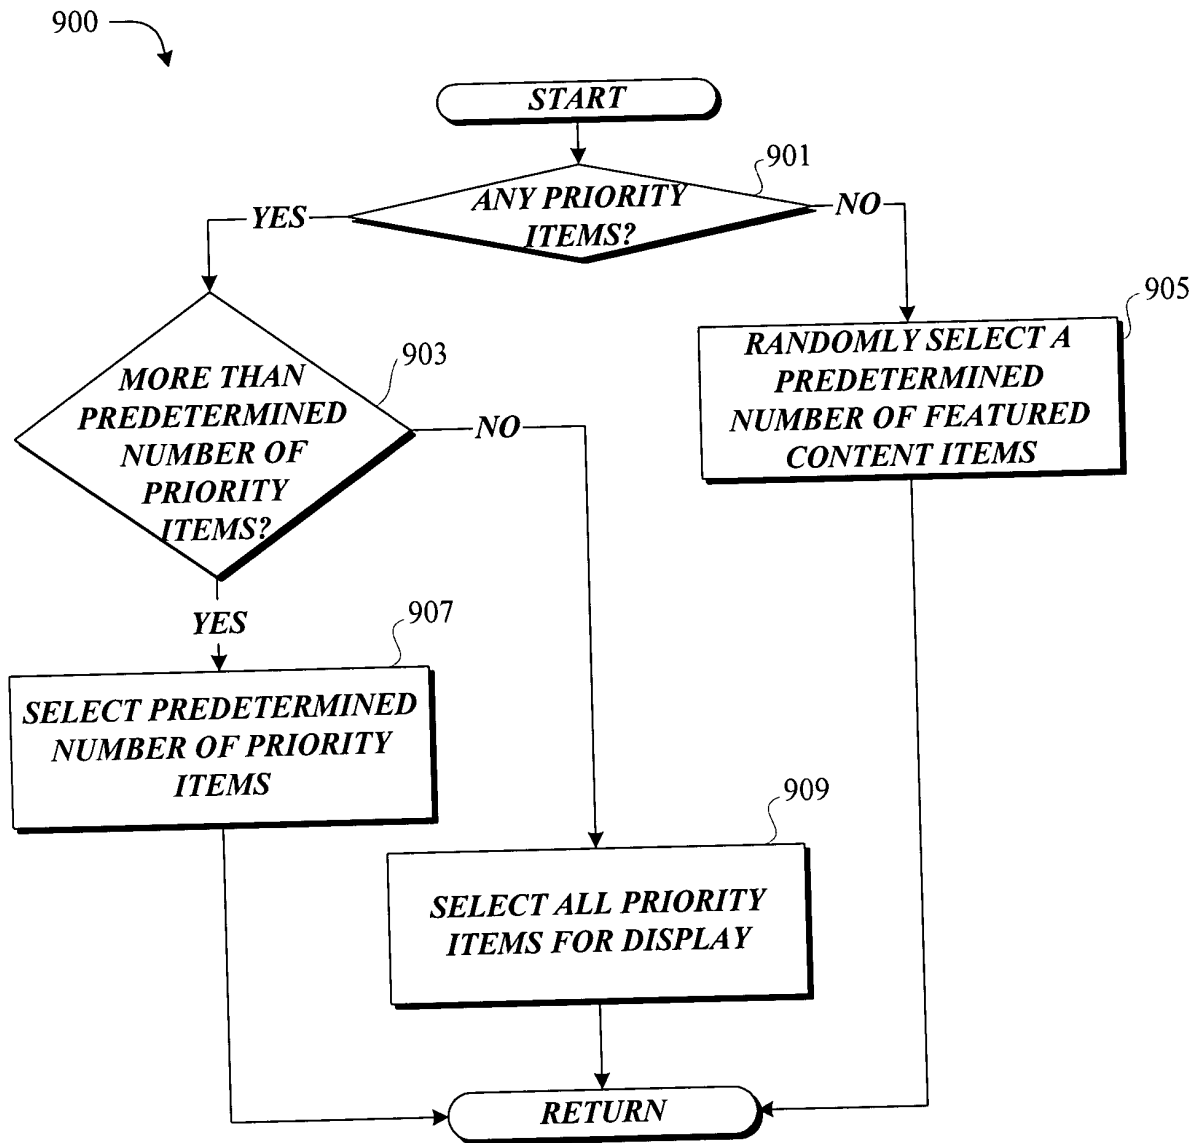 900
START
901
ANY PRIORITY
ITEMS?
YES
NO
903
MORE THAN
PREDETERMINED
NUMBER OF
PRIORITY
ITEMS?
905
RANDOMLY SELECT A
PREDETERMINED
NUMBER OF FEATURED
CONTENT ITEMS
NO
YES
907
SELECT PREDETERMINED
NUMBER OF PRIORITY
ITEMS
909
SELECT ALL PRIORITY
ITEMS FOR DISPLAY
RETURN